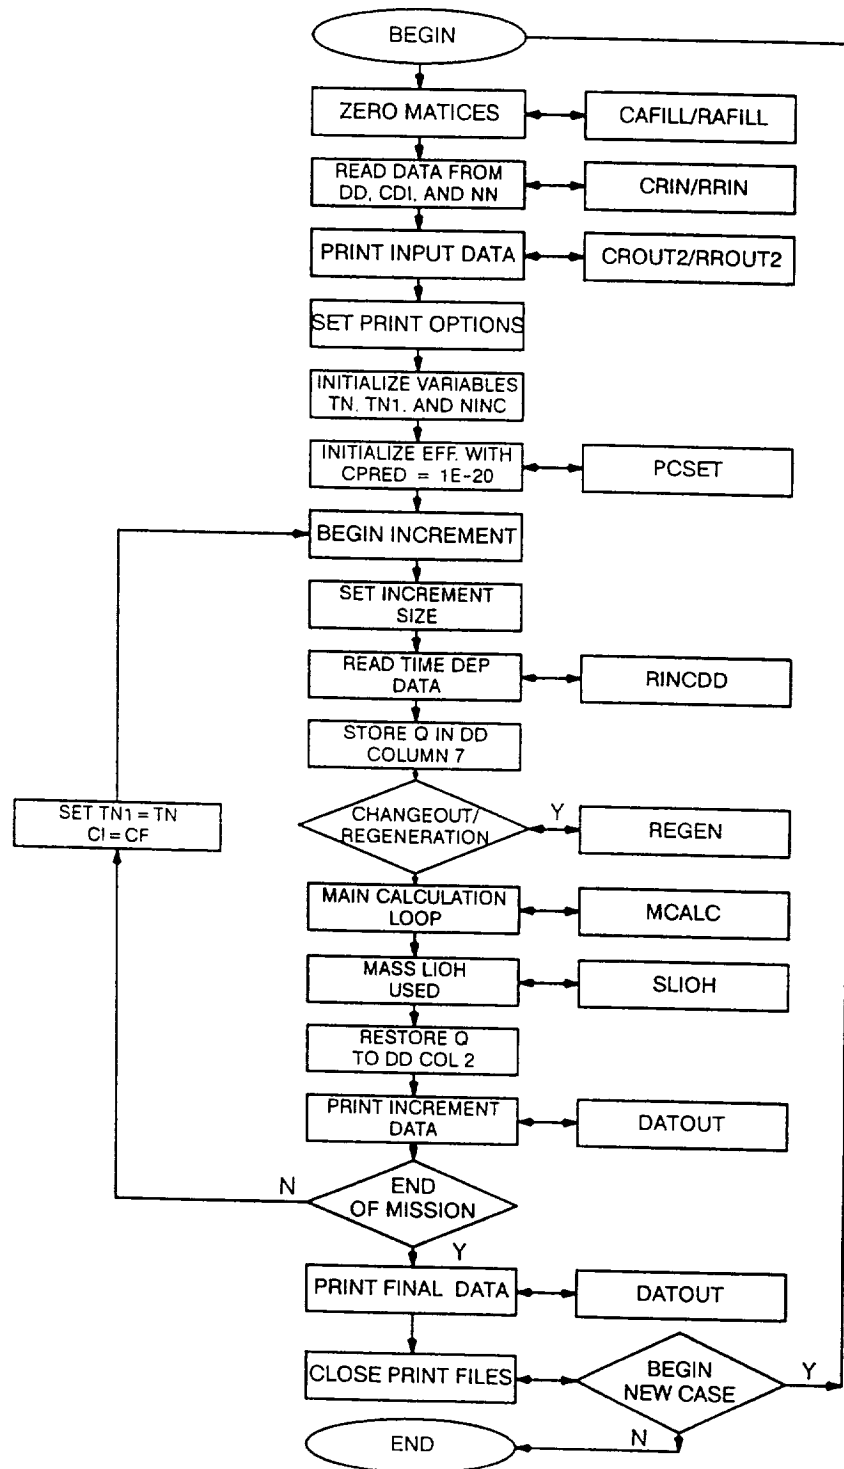 BEGIN
ZERO MATICES
CAFILL/RAFILL
READ DATA FROM
DD, CDI, AND NN
CRIN/RRIN
PRINT INPUT DATA
CROUT2/RROUT2
SET PRINT OPTIONS
INITIALIZE VARIABLES
TN, TN1, AND NINC
INITIALIZE EFF. WITH
CPRED = 1E-20
PCSET
BEGIN INCREMENT
SET INCREMENT
SIZE
READ TIME DEP
DATA
RINCDD
STORE Q IN DD
COLUMN 7
SET TN1=TN
CI=CF
CHANGEOUT/
REGENERATION
Y
REGEN
MAIN CALCULATION
LOOP
MCALC
MASS LIOH
USED
SLIOH
RESTORE Q
TO DD COL 2
PRINT INCREMENT
DATA
DATOUT
N
END
OF MISSION
Y
PRINT FINAL DATA
DATOUT
CLOSE PRINT FILES
BEGIN
NEW CASE
Y
N
END